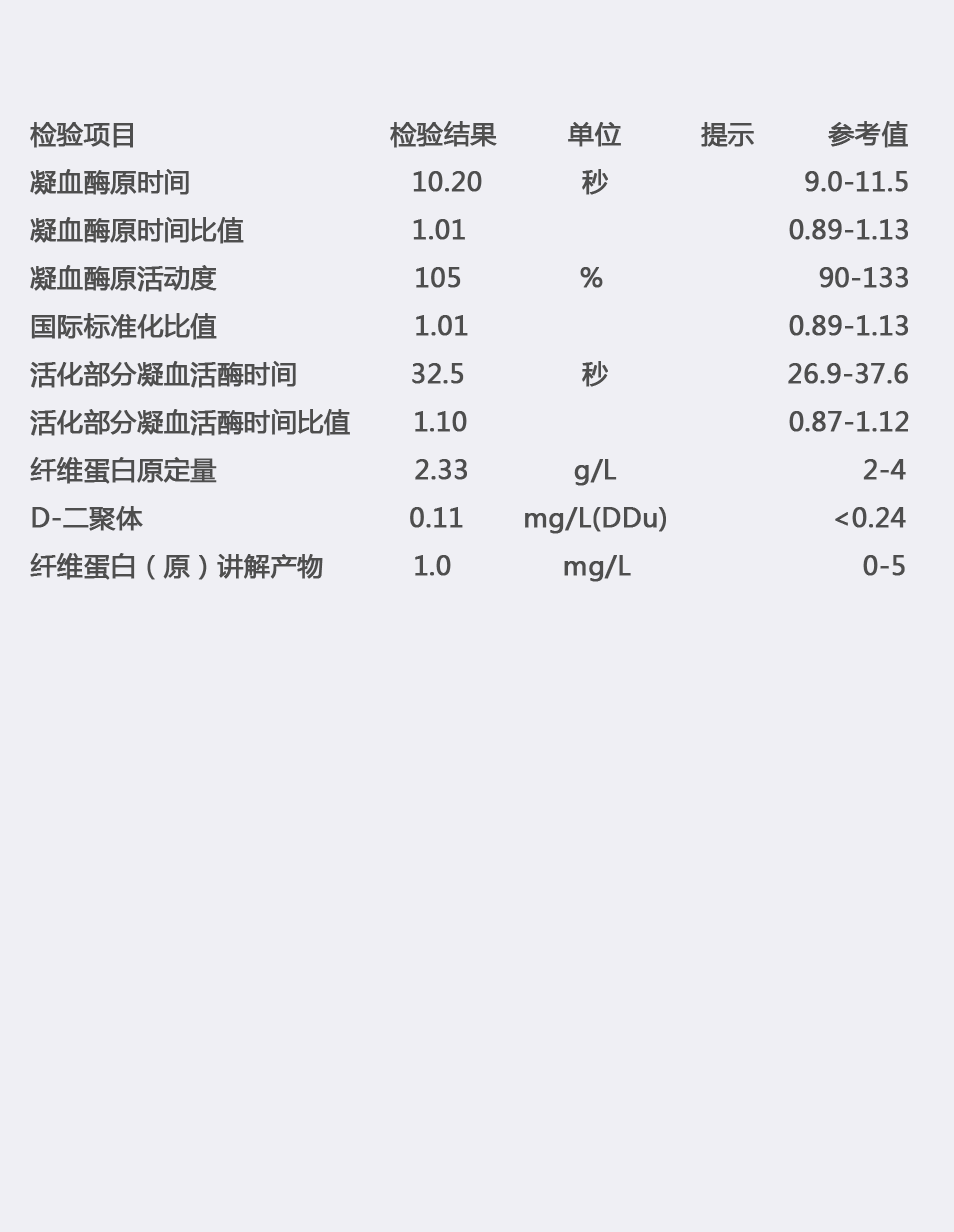 检验项目 检验结果 单位 提示 参考值
凝血酶原时间 10.20 秒 9.0-11.5
凝血酶原时间比值 1.01 0.89-1.13
凝血酶原活动度 105 % 90-133
国际标准化比值 1.01 0.89-1.13
活化部分凝血活酶时间 32.5 秒 26.9-37.6
活化部分凝血活酶时间比值 1.10 0.87-1.12
纤维蛋白原定量 2.33 g/L 2-4
D-二聚体 0.11 mg/L(DDu) <0.24
纤维蛋白（原）讲解产物 1.0 mg/L 0-5